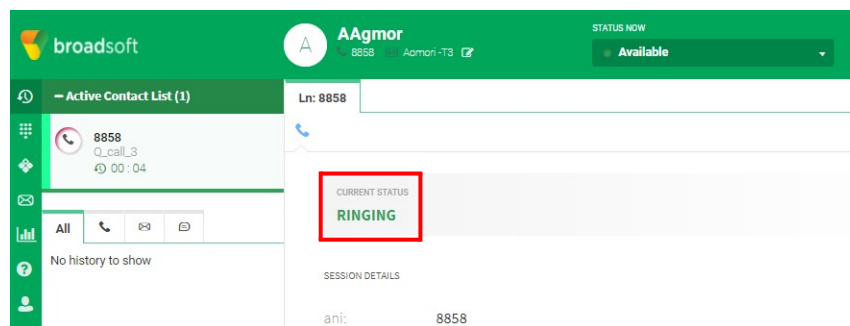 broadsoft
A
AAgmor
8858 Aomori -T3
STATUS NOW
Available
– Active Contact List (1)
8858
Q_call_3
00 : 04
All
No history to show
Ln: 8858
CURRENT STATUS
RINGING
SESSION DETAILS
ani: 8858